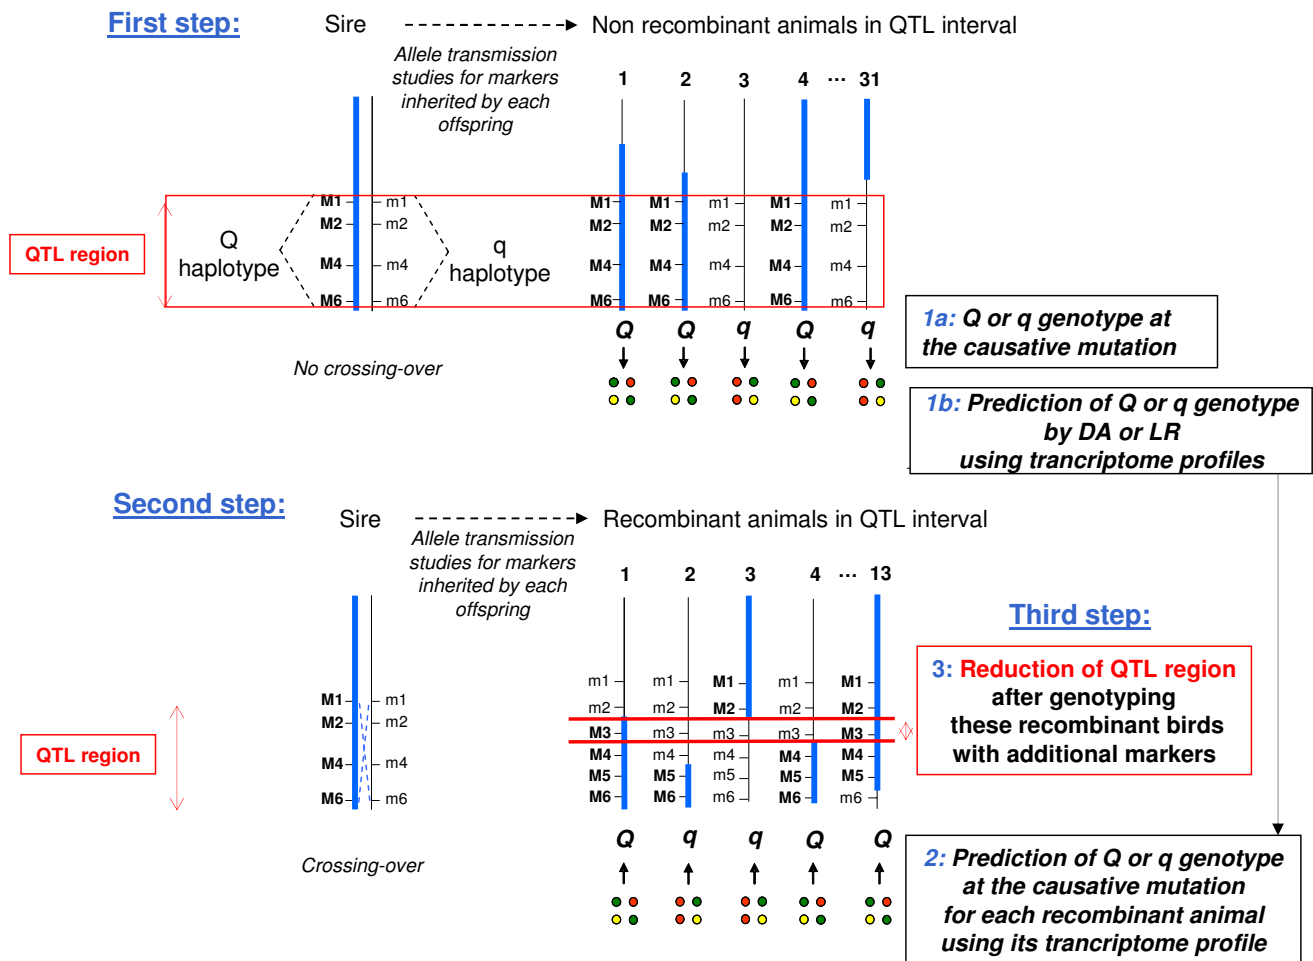 First step:
Sire
Non recombinant animals in QTL interval
Allele transmission
studies for markers
inherited by each
offspring
1 2 3 4 ... 31
M1 m1 M1 M1 m1 M1 m1
M2 m2 M2 M2 m2 M2 m2
QTL region
Q
haplotype
q
haplotype
M4 m4 M4 M4 m4 M4 m4
M6 m6 M6 M6 m6 M6 m6
Q Q q Q q
No crossing-over
1a: Q or q genotype at
the causative mutation
1b: Prediction of Q or q genotype
by DA or LR
using trancriptome profiles
Second step:
Sire
Recombinant animals in QTL interval
Allele transmission
studies for markers
inherited by each
offspring
1 2 3 4 ... 13
Third step:
3: Reduction of QTL region
after genotyping
these recombinant birds
with additional markers
QTL region
M1 m1 m1 m1 M1 m1 M1
M2 m2 m2 m2 M2 m2 M2
M3 m3 m3 m3 M3
M4 m4 M4 m4 m4 M4 M4
M5 M5 m5 M5 M5
M6 m6 M6 M6 m6 M6 m6
Q q q Q Q
Crossing-over
2: Prediction of Q or q genotype
at the causative mutation
for each recombinant animal
using its trancriptome profile